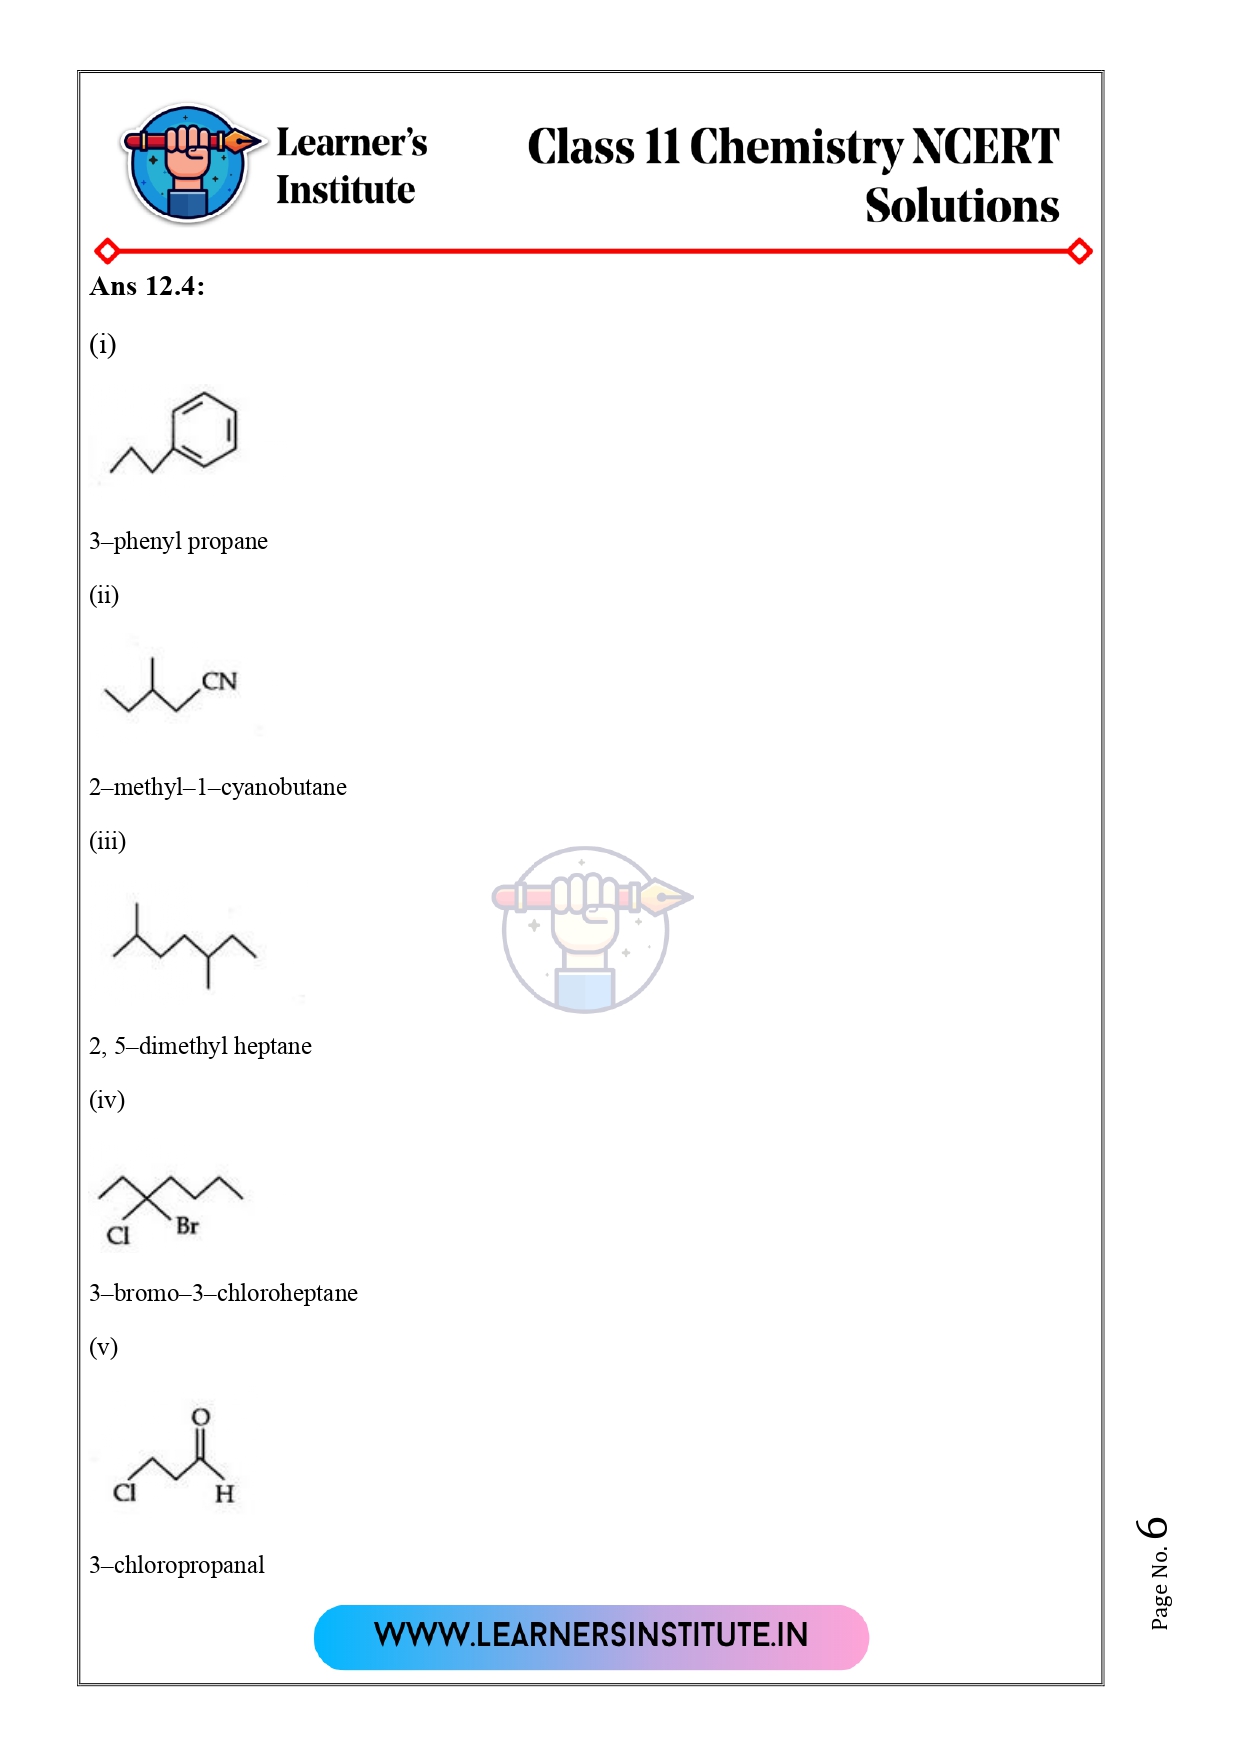 Learner's
Institute
Class 11 Chemistry NCERT
Solutions
Ans 12.4:
(i)
3–phenyl propane
(ii)
CN
2–methyl–1–cyanobutane
(iii)
2, 5–dimethyl heptane
(iv)
Cl
Br
3–bromo–3–chloroheptane
(v)
O
Cl
H
3–chloropropanal
WWW.LEARNERSINSTITUTE.IN
Page No. 6